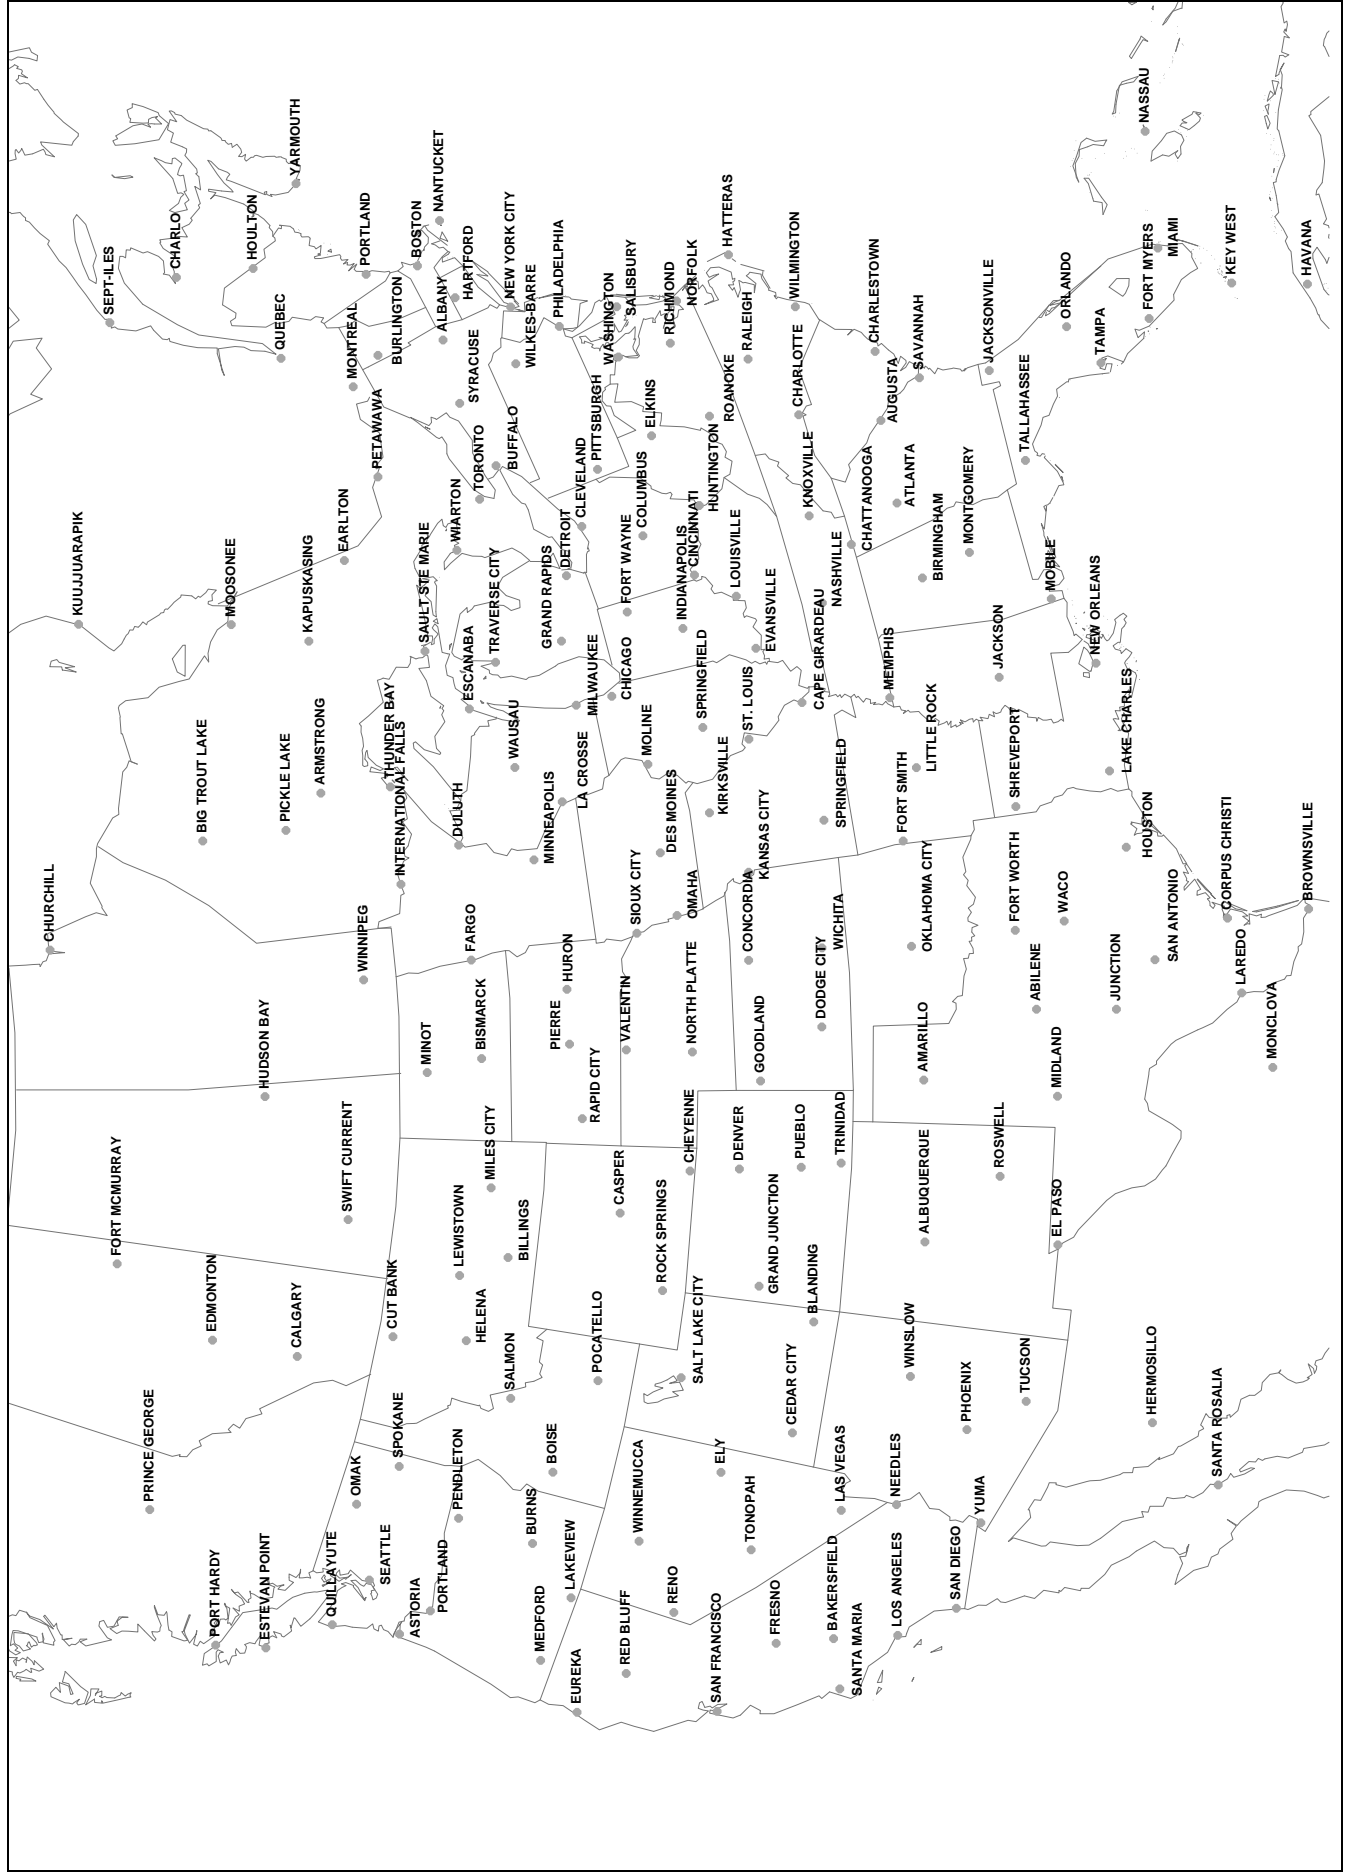 KUUJJUARAPIK
CHURCHILL
SEPT-ILES
FORT MCMURRAY
PRINCE GEORGE
CHARLO
BIG TROUT LAKE
EDMONTON
PORT HARDY
MOOSONEE
HOULTON
HUDSON BAY
ESTEVAN POINT
QUEBEC
PICKLE LAKE
YARMOUTH
CALGARY
KAPUSKASING
ARMSTRONG
QUILLAYUTE
EARLTON
SWIFT CURRENT
MONTREAL
OMAK
PORTLAND
WINNIPEG
SEATTLE
PETAWAWA
BURLINGTON
THUNDER BAY
CUT BANK
INTERNATIONAL FALLS
SPOKANE
ASTORIA
BOSTON
SAULT STE MARIE
MINOT
PORTLAND
NANTUCKET
ALBANY
HARTFORD
WIARTON
DULUTH
LEWISTOWN
PENDLETON
SYRACUSE
ESCANABA
FARGO
HELENA
TORONTO
BISMARCK
MILES CITY
TRAVERSE CITY
BUFFALO
NEW YORK CITY
BILLINGS
SALMON
WAUSAU
WILKES-BARRE
BURNS
MINNEAPOLIS
MEDFORD
BOISE
PHILADELPHIA
GRAND RAPIDS
DETROIT
LA CROSSE
HURON
PIERRE
LAKEVIEW
EUREKA
MILWAUKEE
CLEVELAND
RAPID CITY
PITTSBURGH
POCATELLO
CHICAGO
WASHINGTON
SALISBURY
CASPER
FORT WAYNE
VALENTIN
RED BLUFF
SIOUX CITY
WINNEMUCCA
COLUMBUS
MOLINE
ELKINS
DES MOINES
ROCK SPRINGS
RICHMOND
NORFOLK
RENO
OMAHA
SALT LAKE CITY
INDIANAPOLIS
CHEYENNE
NORTH PLATTE
CINCINNATI
HUNTINGTON
SPRINGFIELD
ROANOKE
KIRKSVILLE
SAN FRANCISCO
ELY
HATTERAS
LOUISVILLE
DENVER
RALEIGH
ST. LOUIS
KANSAS CITY
CONCORDIA
TONOPAH
EVANSVILLE
GOODLAND
GRAND JUNCTION
FRESNO
CEDAR CITY
WILMINGTON
CHARLOTTE
PUEBLO
CAPE GIRARDEAU
KNOXVILLE
BLANDING
DODGE CITY
NASHVILLE
SPRINGFIELD
WICHITA
BAKERSFIELD
TRINIDAD
LAS VEGAS
SANTA MARIA
CHATTANOOGA
CHARLESTOWN
AUGUSTA
MEMPHIS
NEEDLES
LOS ANGELES
ATLANTA
FORT SMITH
WINSLOW
SAVANNAH
LITTLE ROCK
OKLAHOMA CITY
BIRMINGHAM
AMARILLO
ALBUQUERQUE
SAN DIEGO
PHOENIX
MONTGOMERY
YUMA
JACKSONVILLE
JACKSON
ROSWELL
SHREVEPORT
FORT WORTH
TALLAHASSEE
TUCSON
ABILENE
MOBILE
MIDLAND
EL PASO
WACO
ORLANDO
NEW ORLEANS
TAMPA
LAKE CHARLES
JUNCTION
HOUSTON
NASSAU
FORT MYERS
MIAMI
HERMOSILLO
SAN ANTONIO
SANTA ROSALIA
CORPUS CHRISTI
KEY WEST
LAREDO
MONCLOVA
HAVANA
BROWNSVILLE